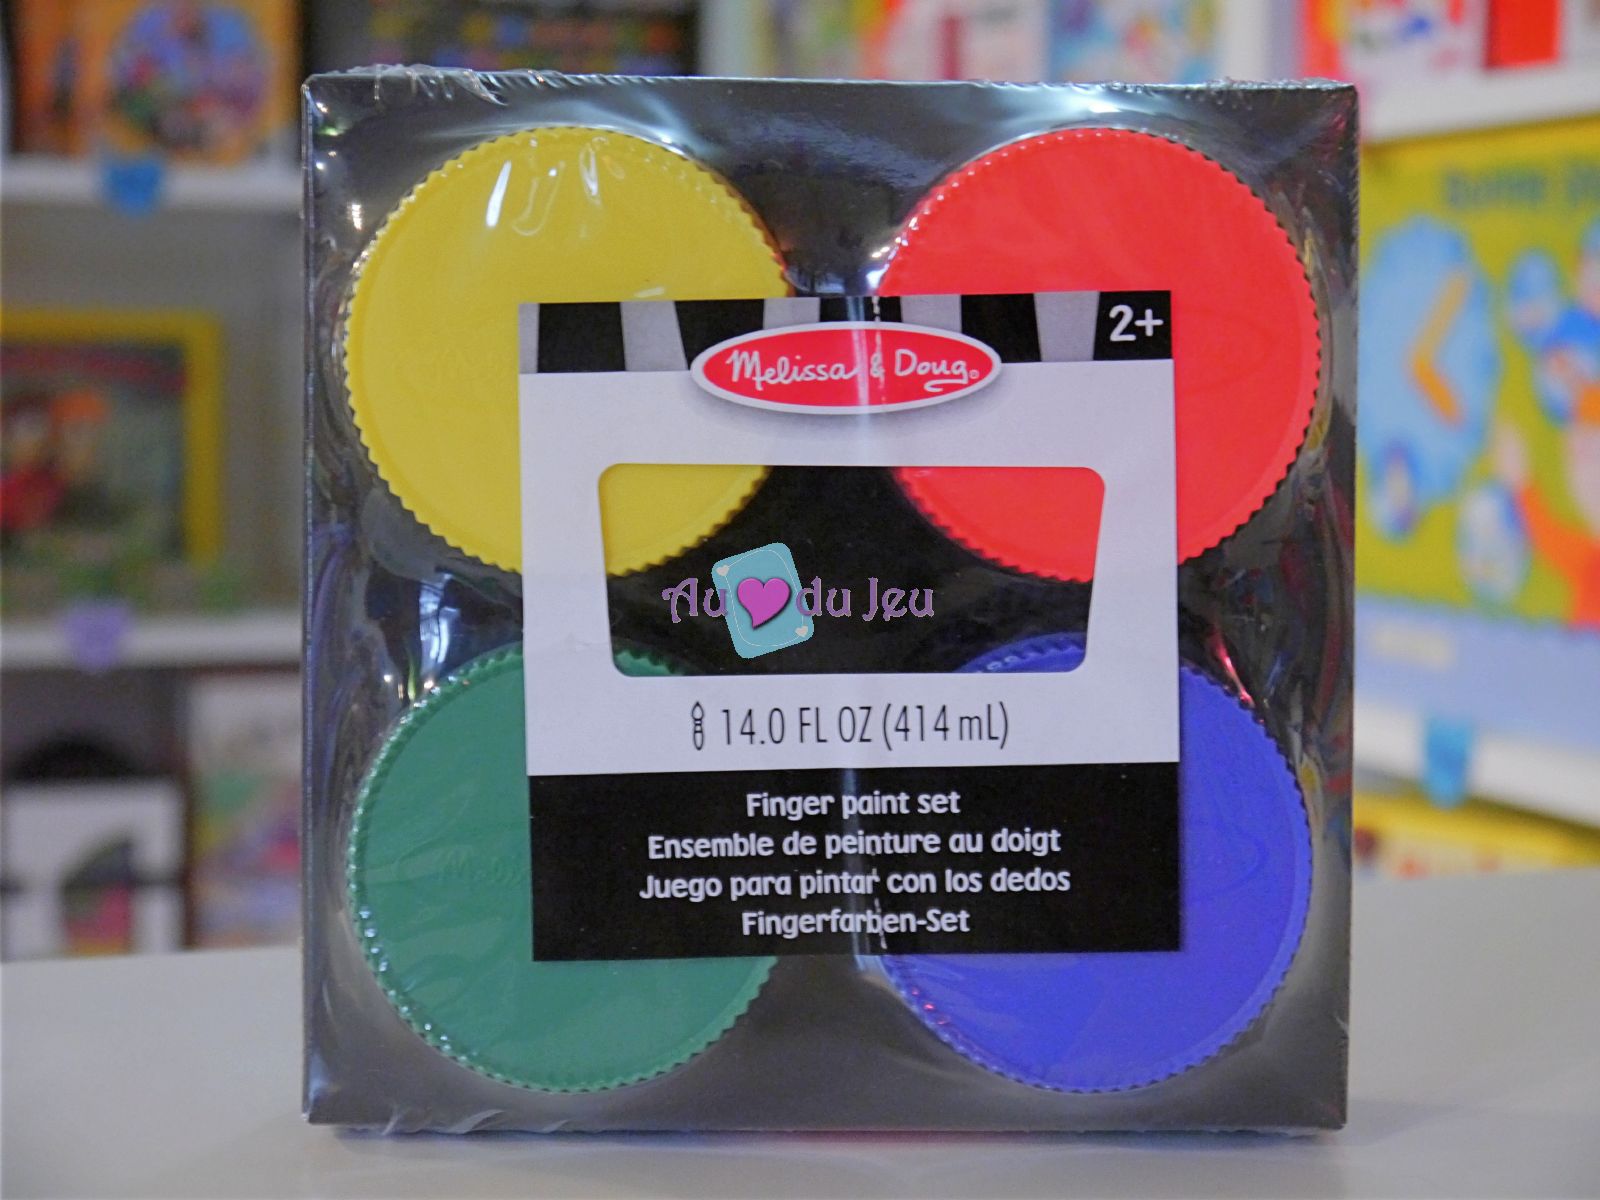 2+
Melissa & Doug
Au du Jeu
14.0 FL OZ (414 mL)
Finger paint set
Ensemble de peinture au doigt
Juego para pintar con los dedos
Fingerfarben-Set